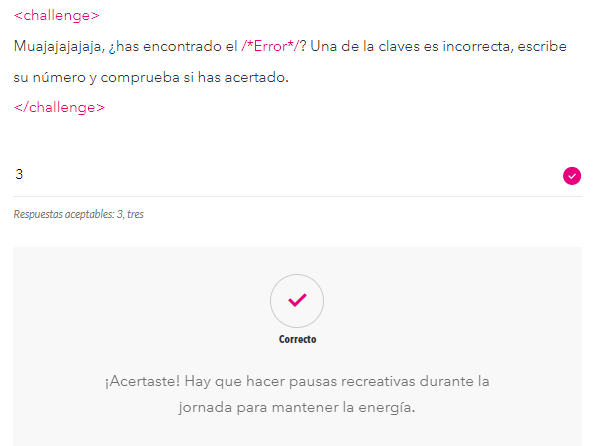 <challenge>
Muajajajajaja, ¿has encontrado el /*Error*/? Una de la claves es incorrecta, escribe
su número y comprueba si has acertado.
</challenge>
3
Respuestas aceptables: 3, tres
Correcto
¡Acertaste! Hay que hacer pausas recreativas durante la
jornada para mantener la energía.